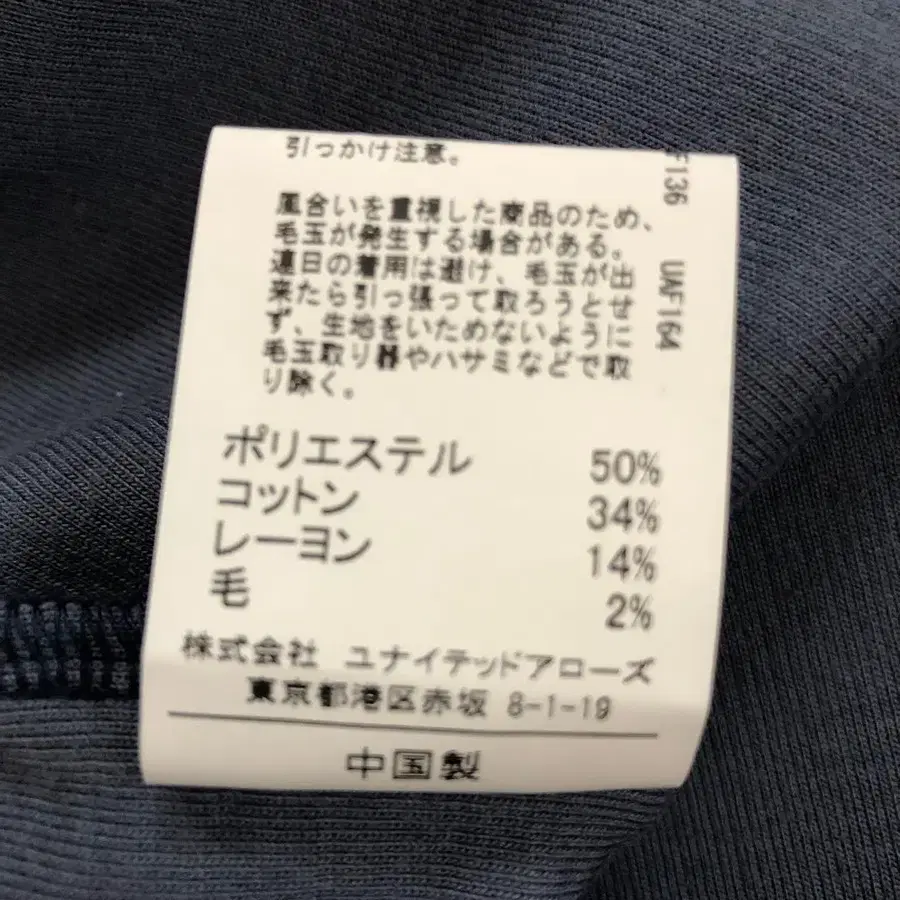 引っかけ注意。
風合いを重視した商品のため、
毛玉が発生する場合がある。
連日の着用は避け、毛玉が出
来たら引っ張って取ろうとせ
ず、生地をいためないように
毛玉取り器やハサミなどで取
り除く。
ポリエステル 50%
コットン 34%
レーヨン 14%
毛 2%
株式会社 ユナイテッドアローズ
東京都港区赤坂 8-1-19
中国製
F136 UAF164